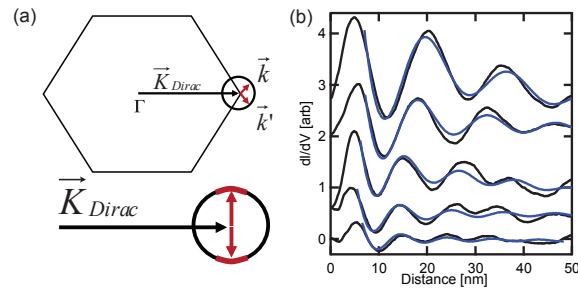 (a)
k
K Dirac
Γ
k'
K Dirac
(b)
dI/dV [arb]
4
3
2
1
0
0 10 20 30 40 50
Distance [nm]